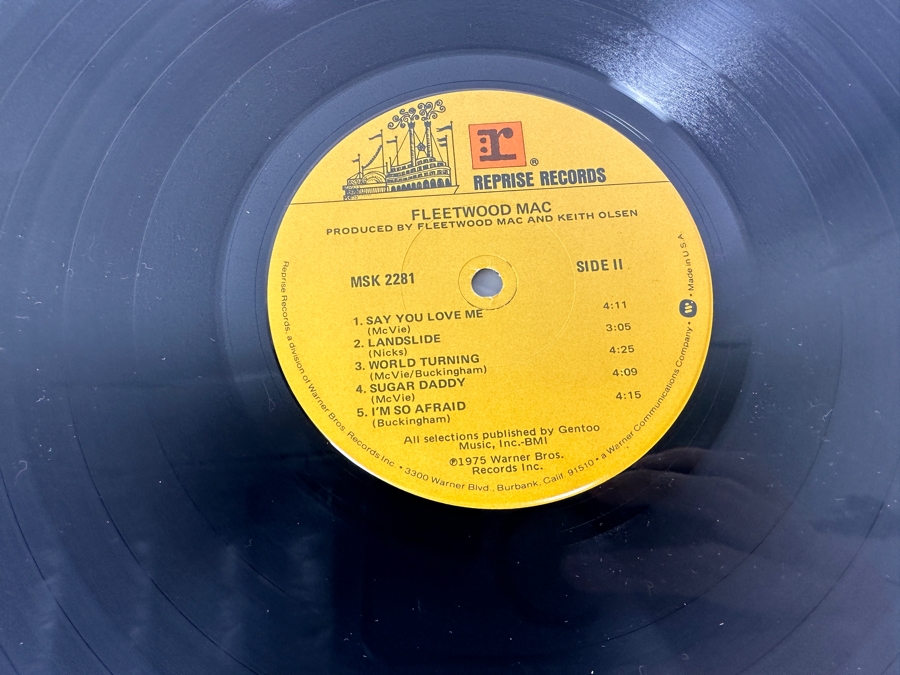 r ®
REPRISE RECORDS
FLEETWOOD MAC
PRODUCED BY FLEETWOOD MAC AND KEITH OLSEN
MSK 2281
SIDE II
1. SAY YOU LOVE ME 4:11
(McVie)
2. LANDSLIDE 3:05
(Nicks)
3. WORLD TURNING 4:25
(McVie/Buckingham)
4. SUGAR DADDY 4:09
(McVie)
5. I'M SO AFRAID 4:15
(Buckingham)
All selections published by Gentoo
Music, Inc.-BMI
℗1975 Warner Bros.
Records Inc.
Reprise Records, a division of Warner Bros. Records Inc. • 3300 Warner Blvd., Burbank, Calif. 91510 • a Warner Communications Company. • W • Made in U.S.A.